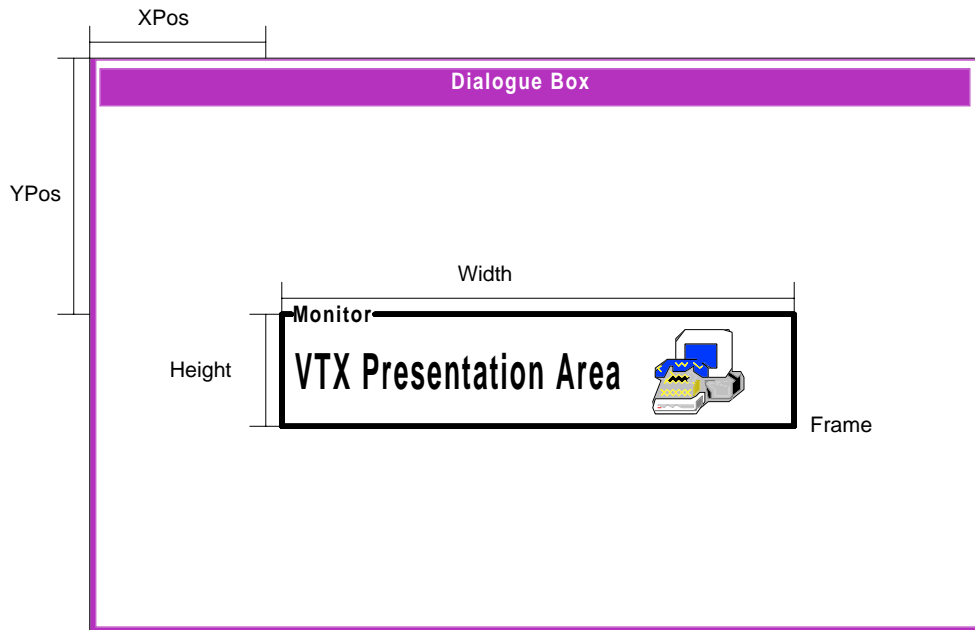 XPos
Dialogue Box
YPos
Width
Monitor
Height
VTX Presentation Area
Frame